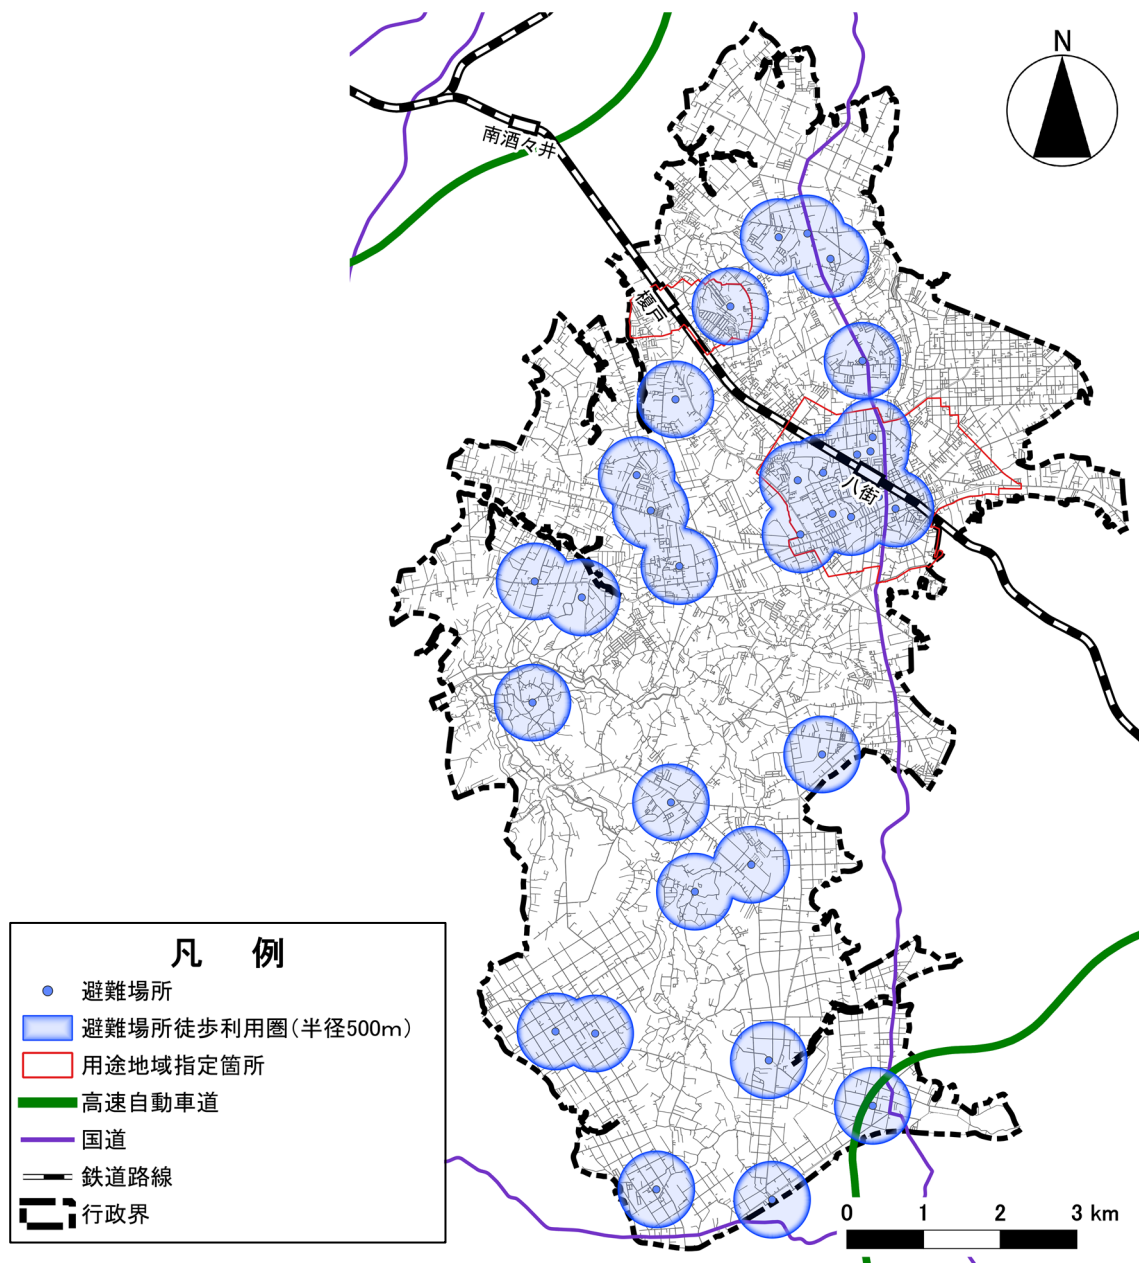 N
南酒々井
榎戸
八街
凡 例
避難場所
避難場所徒歩利用圏(半径500m)
用途地域指定箇所
高速自動車道
国道
鉄道路線
行政界
0 1 2 3 km